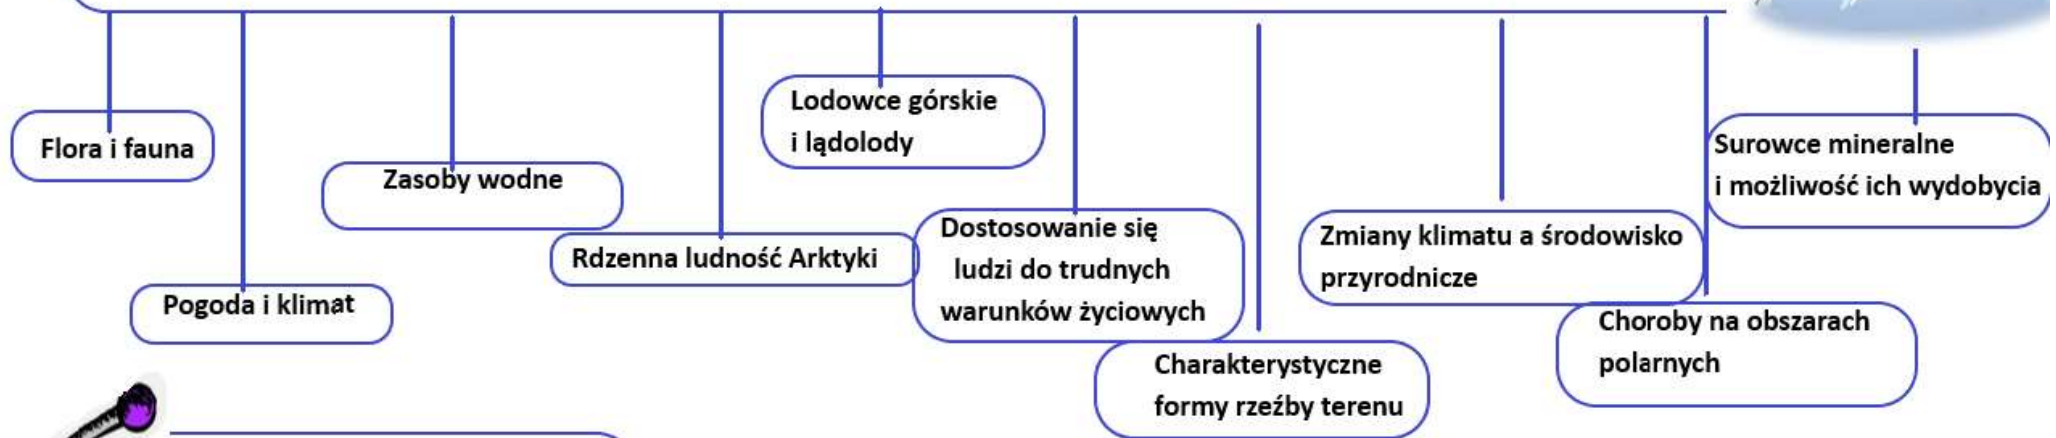 Flora i fauna
Pogoda i klimat
Zasoby wodne
Rdzenna ludność Arktyki
Lodowce górskie
i lądolody
Dostosowanie się
ludzi do trudnych
warunków życiowych
Charakterystyczne
formy rzeźby terenu
Zmiany klimatu a środowisko
przyrodnicze
Choroby na obszarach
polarnych
Surowce mineralne
i możliwość ich wydobycia